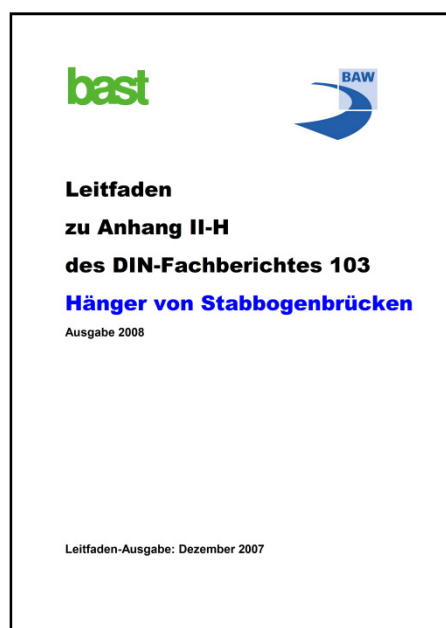 bast
BAW
Leitfaden
zu Anhang II-H
des DIN-Fachberichtes 103
Hänger von Stabbogenbrücken
Ausgabe 2008
Leitfaden-Ausgabe: Dezember 2007